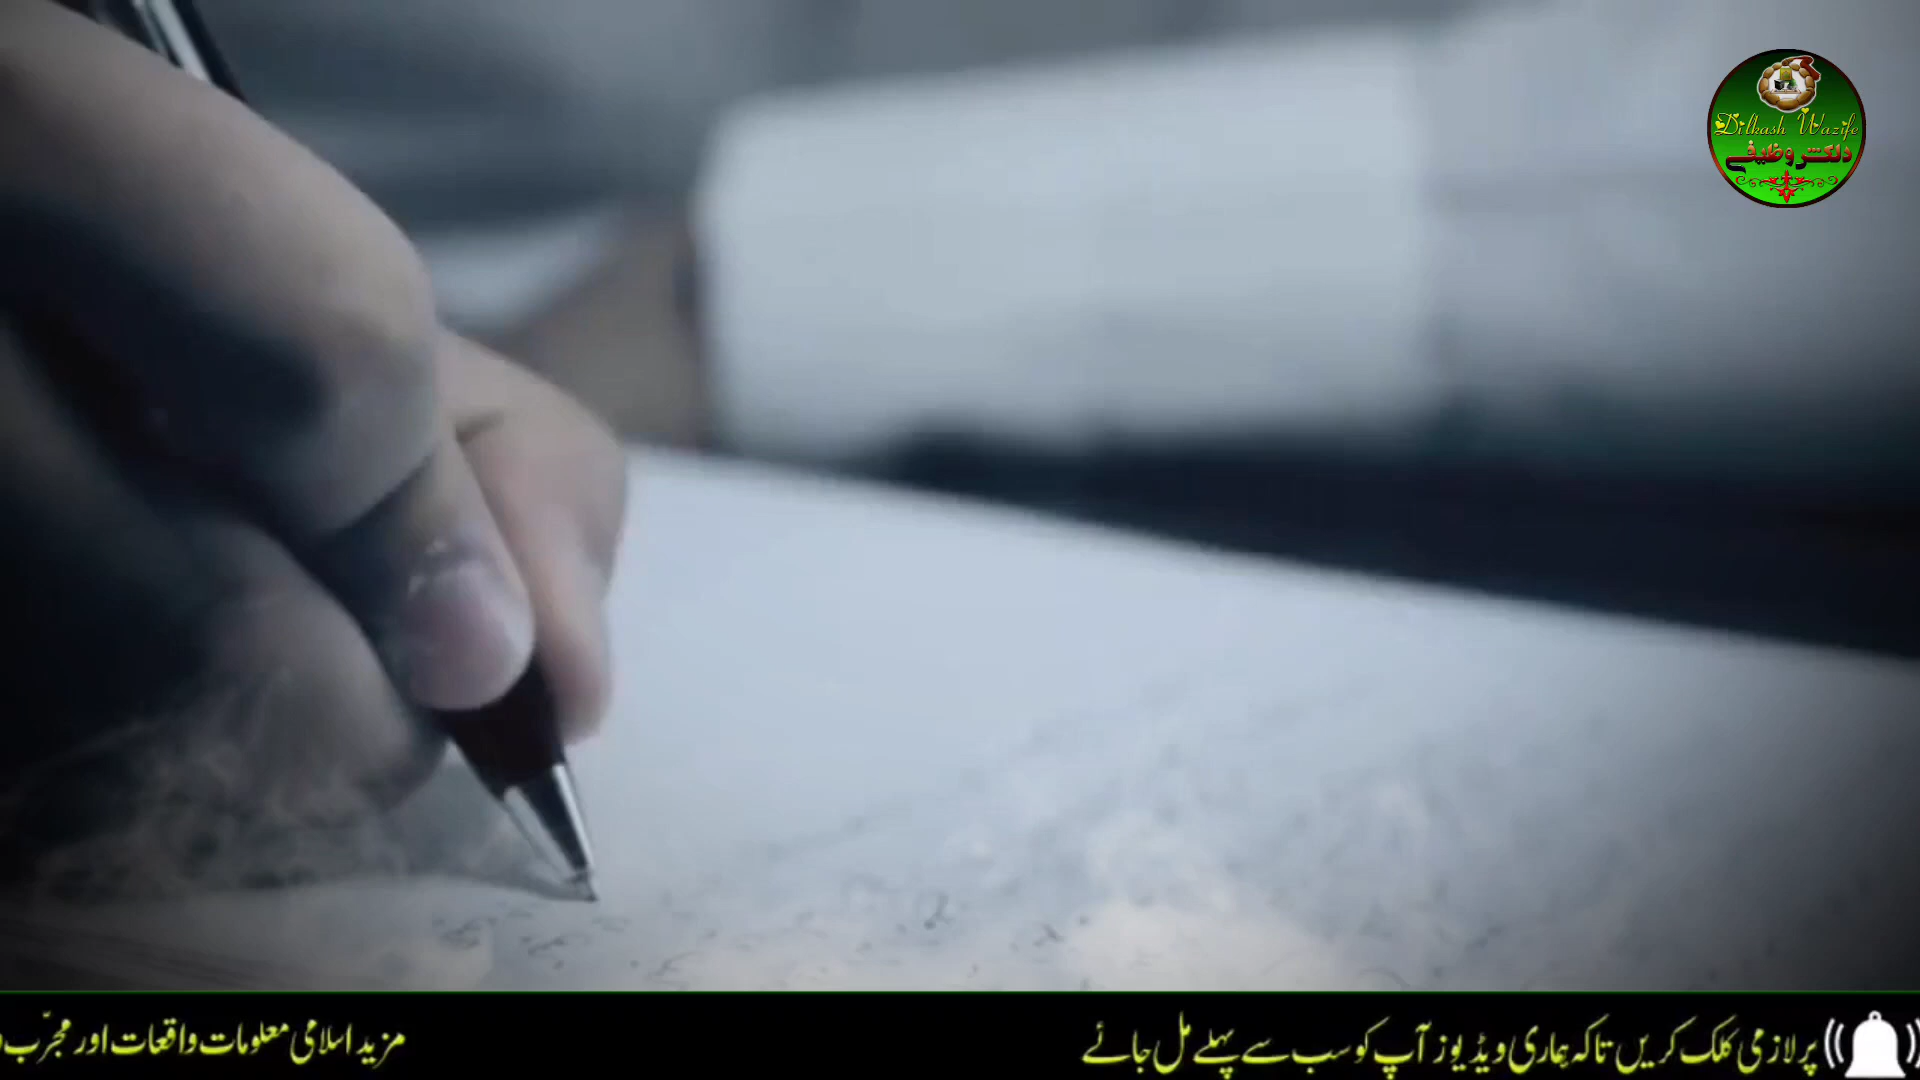 Dilkash Wazife
دلکش وظیفے
پر لازمی کلک کریں تاکہ ہماری ویڈیوز آپ کو سب سے پہلے مل جائے
مزید اسلامی معلومات واقعات اور مجرّب